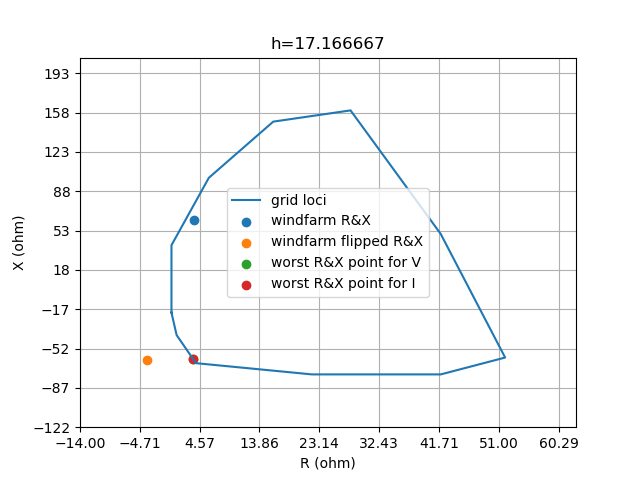 h=17.166667
193
158
123
88
53
18
−17
−52
−87
−122
X (ohm)
grid loci
windfarm R&X
windfarm flipped R&X
worst R&X point for V
worst R&X point for I
−14.00 −4.71 4.57 13.86 23.14 32.43 41.71 51.00 60.29
R (ohm)